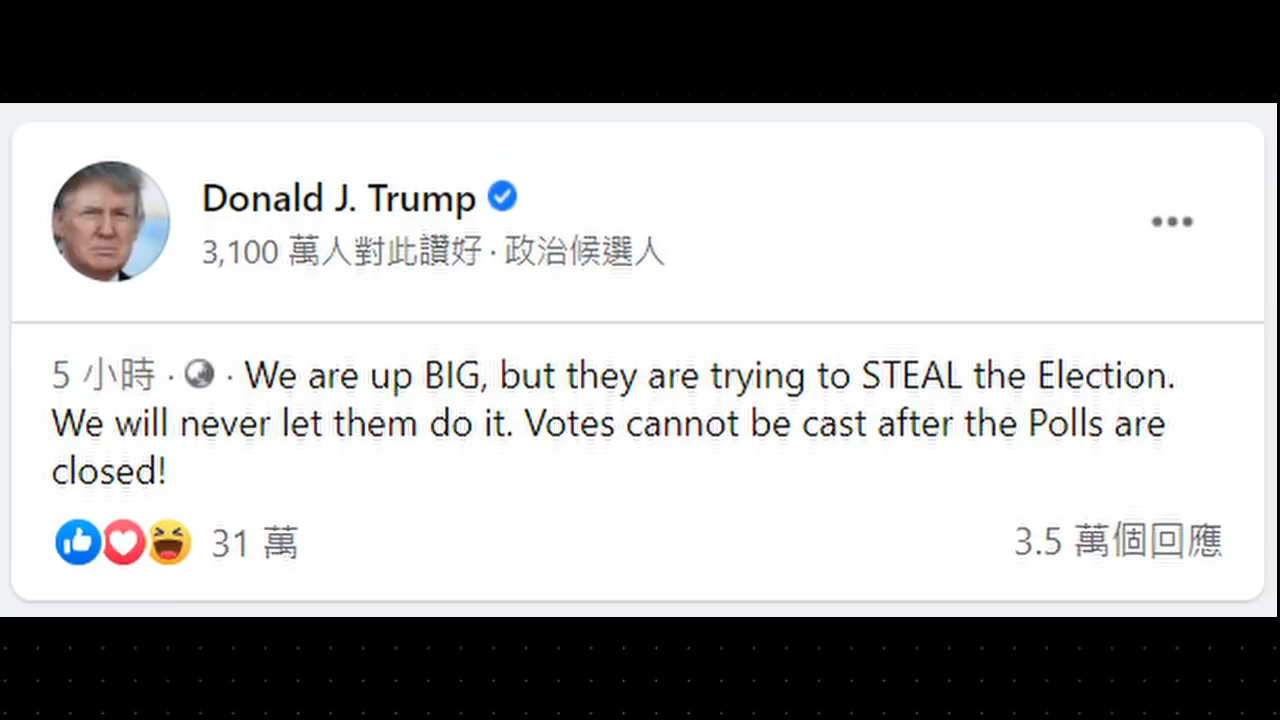 Donald J. Trump
3,100 萬人對此讚好 · 政治候選人
5 小時 · · We are up BIG, but they are trying to STEAL the Election.
We will never let them do it. Votes cannot be cast after the Polls are
closed!
31 萬 3.5 萬個回應